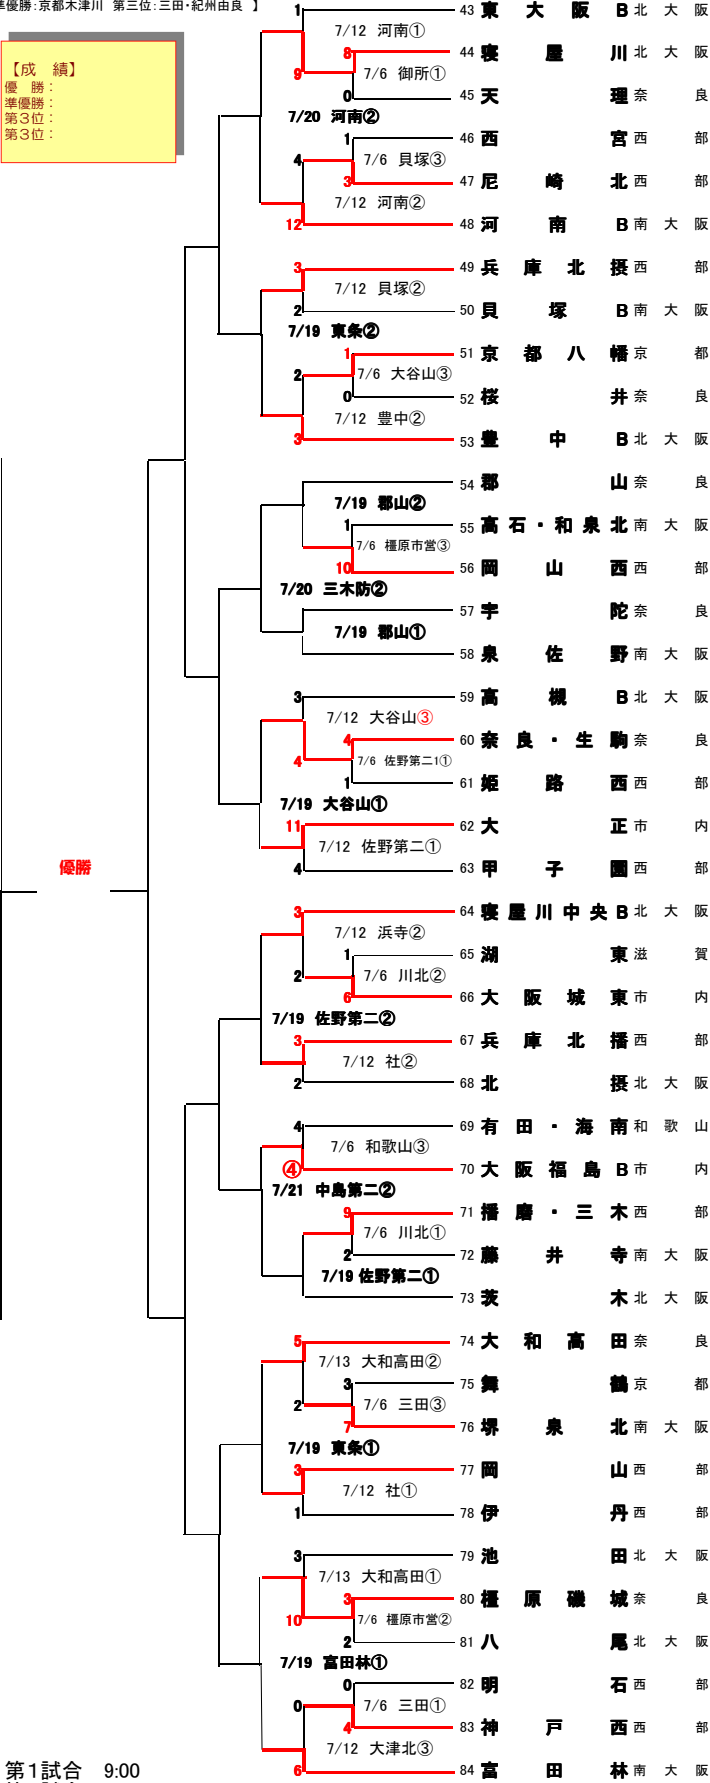 準優勝：京都木津川　第三位：三田・紀州由良　】
【成　績】
優　勝：
準優勝：
第３位：
第３位：
優勝
1
43 東大阪B 北大阪
7/12 河南①
8
44 寝屋川 北大阪
9
7/6 御所①
0
45 天理 奈良
7/20 河南②
1
46 西宮 西部
4
7/6 貝塚③
3
47 尼崎北 西部
7/12 河南②
12
48 河南B 南大阪
3
49 兵庫北摂 西部
7/12 貝塚②
2
50 貝塚B 南大阪
7/19 東条②
1
51 京都八幡 京都
2
7/6 大谷山③
0
52 桜井 奈良
7/12 豊中②
3
53 豊中B 北大阪
54 郡山 奈良
7/19 郡山②
1
55 高石・和泉北 南大阪
7/6 橿原市営③
10
56 岡山西 西部
7/20 三木防②
57 宇陀 奈良
7/19 郡山①
58 泉佐野 南大阪
3
59 高槻B 北大阪
7/12 大谷山③
4
60 奈良・生駒 奈良
4
7/6 佐野第二1①
1
61 姫路西 西部
7/19 大谷山①
11
62 大正 市内
7/12 佐野第二①
4
63 甲子園 西部
3
64 寝屋川中央B 北大阪
7/12 浜寺②
1
65 湖東 滋賀
2
7/6 川北②
6
66 大阪城東 市内
7/19 佐野第二②
3
67 兵庫北播 西部
7/12 社②
2
68 北摂 北大阪
4
69 有田・海南 和歌山
7/6 和歌山③
④
70 大阪福島B 市内
7/21 中島第二②
9
71 播磨・三木 西部
7/6 川北①
2
72 藤井寺 南大阪
7/19 佐野第二①
73 茨木 北大阪
5
74 大和高田 奈良
7/13 大和高田②
3
75 舞鶴 京都
2
7/6 三田③
7
76 堺泉北 南大阪
7/19 東条①
3
77 岡山 西部
7/12 社①
1
78 伊丹 西部
3
79 池田 北大阪
7/13 大和高田①
3
80 橿原磯城 奈良
10
7/6 橿原市営②
2
81 八尾 北大阪
7/19 富田林①
0
82 明石 西部
0
7/6 三田①
4
83 神戸西 西部
7/12 大津北③
6
84 富田林 南大阪
第１試合　9:00